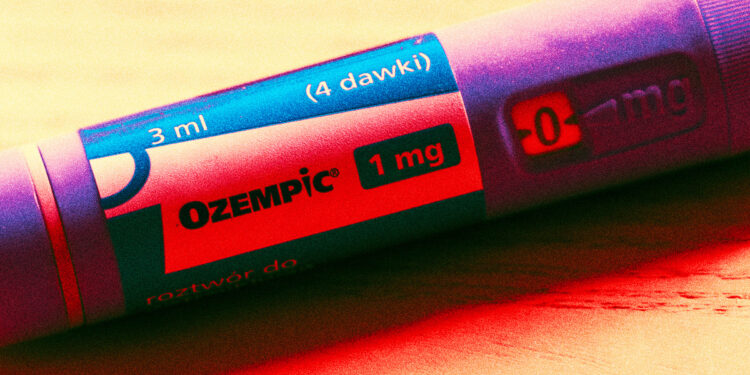 (4 dawki)
3 ml
OZEMPIC® 1 mg
0 mg
roztwór do